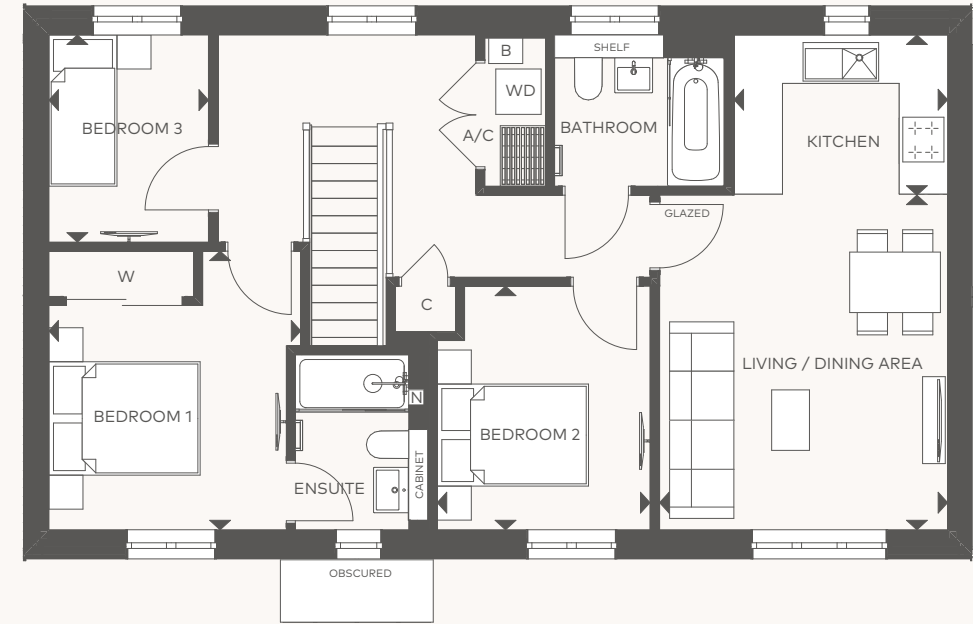 B
SHELF
WD
BEDROOM 3
A/C
BATHROOM
KITCHEN
GLAZED
W
C
LIVING / DINING AREA
N
BEDROOM 1
BEDROOM 2
CABINET
ENSUITE
OBSCURED